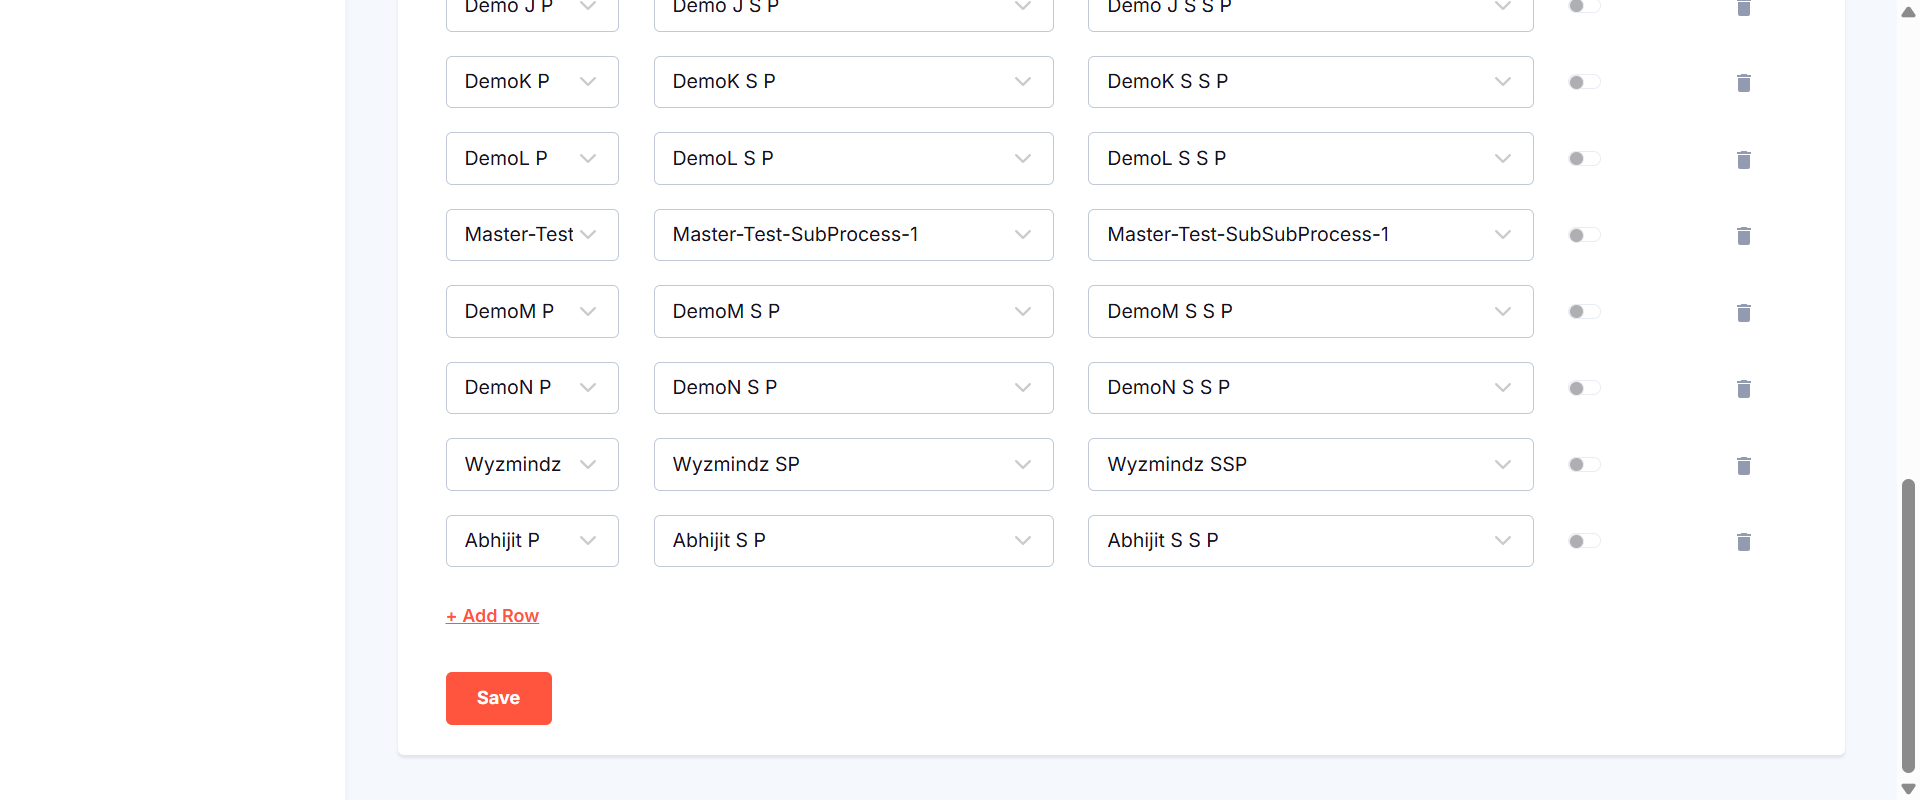 Demo J P Demo J S P Demo J S S P
DemoK P DemoK S P DemoK S S P
DemoL P DemoL S P DemoL S S P
Master-Test Master-Test-SubProcess-1 Master-Test-SubSubProcess-1
DemoM P DemoM S P DemoM S S P
DemoN P DemoN S P DemoN S S P
Wyzmindz Wyzmindz SP Wyzmindz SSP
Abhijit P Abhijit S P Abhijit S S P
+ Add Row
Save